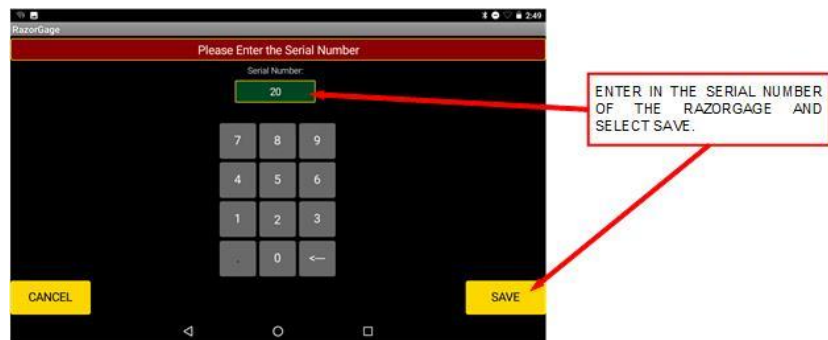 2:49
RazorGage
Please Enter the Serial Number
Serial Number:
20
7 8 9
4 5 6
1 2 3
. 0 <---
CANCEL
SAVE
ENTER IN THE SERIAL NUMBER
OF THE RAZORGAGE AND
SELECT SAVE.